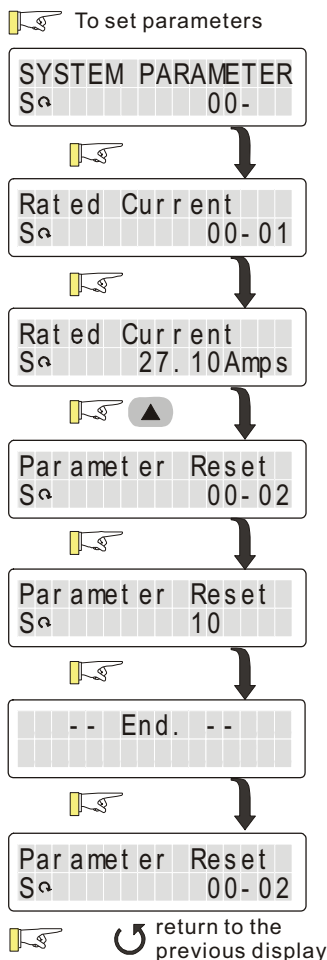 To set parameters
SYSTEM PARAMETER
S 00-
Rated Current
S 00-01
Rated Current
S 27.10Amps
▲
Parameter Reset
S 00-02
Parameter Reset
S 10
-- End. --
Parameter Reset
S 00-02
return to the
previous display